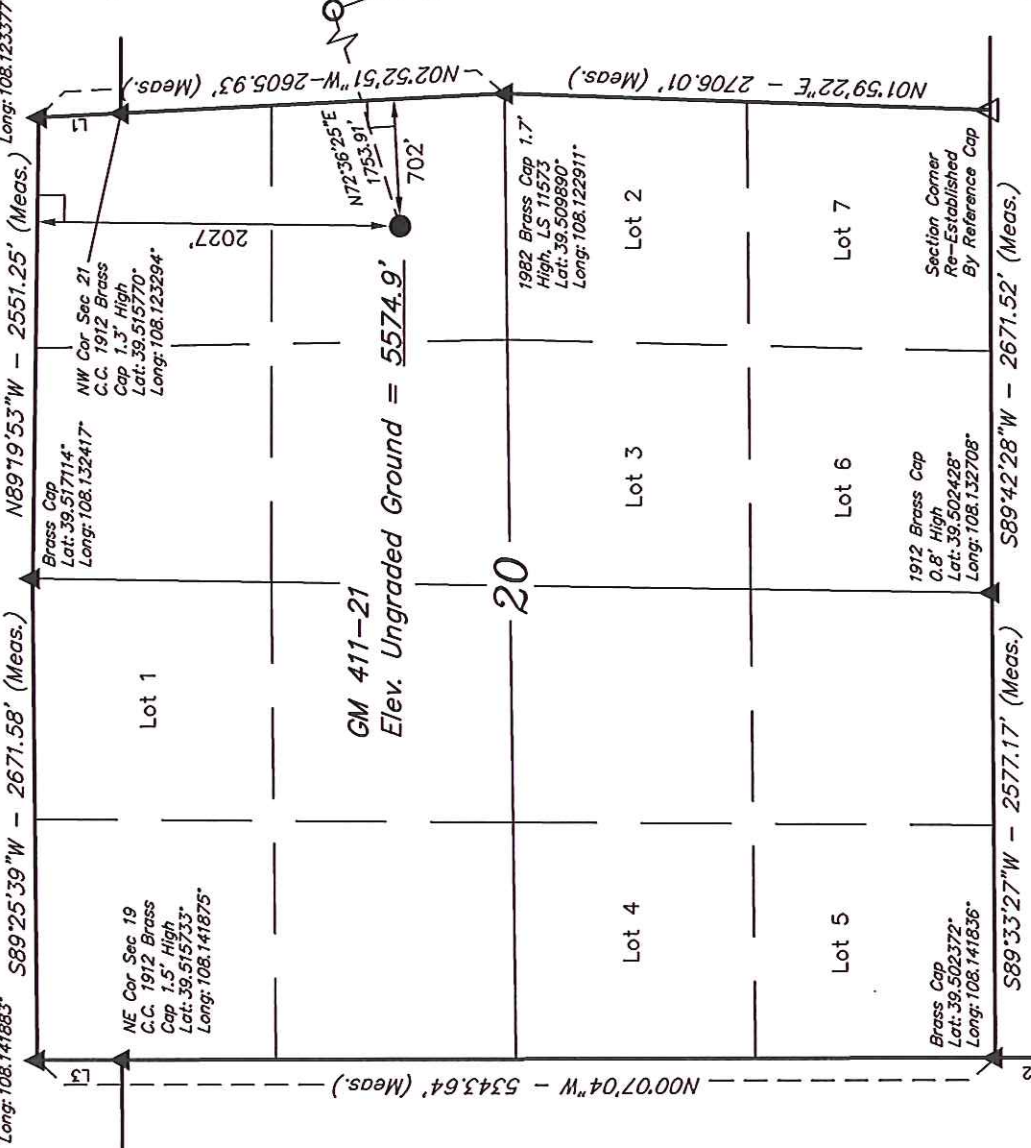 Long: 108.141883°
S89°25'39"W - 2671.58' (Meas.)
N89°19'53"W - 2551.25' (Meas.)
Long: 108.123377
Brass Cap
Lat: 39.517114°
Long: 108.132417°
NW Cor Sec 21
C.C. 1912 Brass
Cap 1.3' High
Lat: 39.515770°
Long: 108.123294°
L1
2027'
N02°52'51"W-2605.93' (Meas.)
N72°36'25"E
1753.91'
702'
NE Cor Sec 19
C.C. 1912 Brass
Cap 1.5' High
Lat: 39.515733°
Long: 108.141875°
L3
Lot 1
GM 411-21
Elev. Ungraded Ground = 5574.9'
20
1982 Brass Cap 1.7'
High, LS 11573
Lat: 39.509890°
Long: 108.122911°
N00°07'04"W - 5343.64' (Meas.)
N01°59'22"E - 2706.01' (Meas.)
Lot 4
Lot 3
Lot 2
Lot 5
Lot 6
Lot 7
Brass Cap
Lat: 39.502372°
Long: 108.141836°
1912 Brass Cap
0.8' High
Lat: 39.502428°
Long: 108.132708°
Section Corner
Re-Established
By Reference Cap
2
S89°33'27"W - 2577.17' (Meas.)
S89°42'28"W - 2671.52' (Meas.)